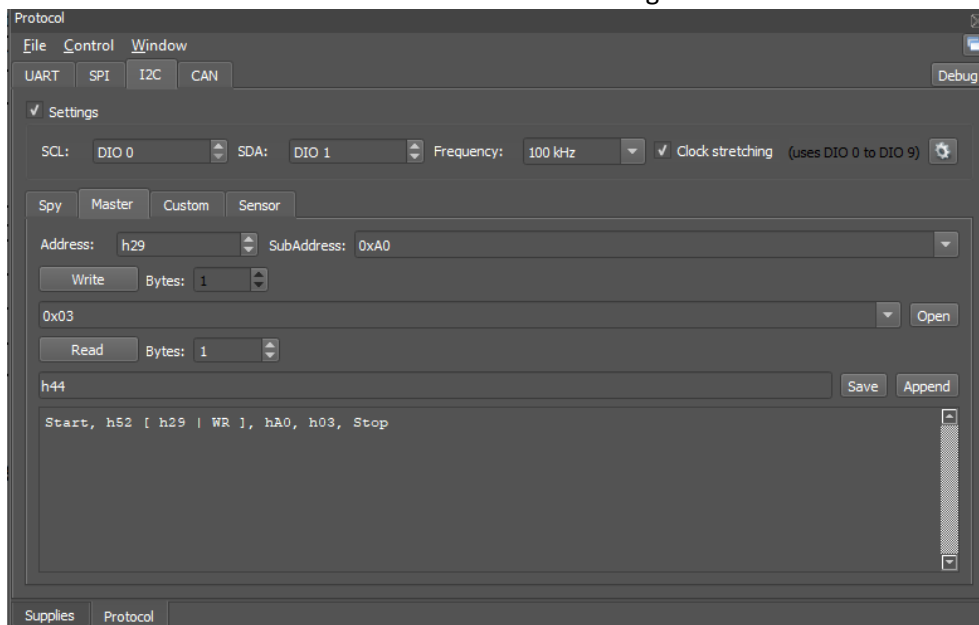 Protocol
File Control Window
UART SPI I2C CAN Debug
Settings
SCL: DIO 0 SDA: DIO 1 Frequency: 100 kHz Clock stretching (uses DIO 0 to DIO 9)
Spy Master Custom Sensor
Address: h29 SubAddress: 0xA0
Write Bytes: 1
0x03 Open
Read Bytes: 1
h44 Save Append
Start, h52 [ h29 | WR ], hA0, h03, Stop
Supplies Protocol